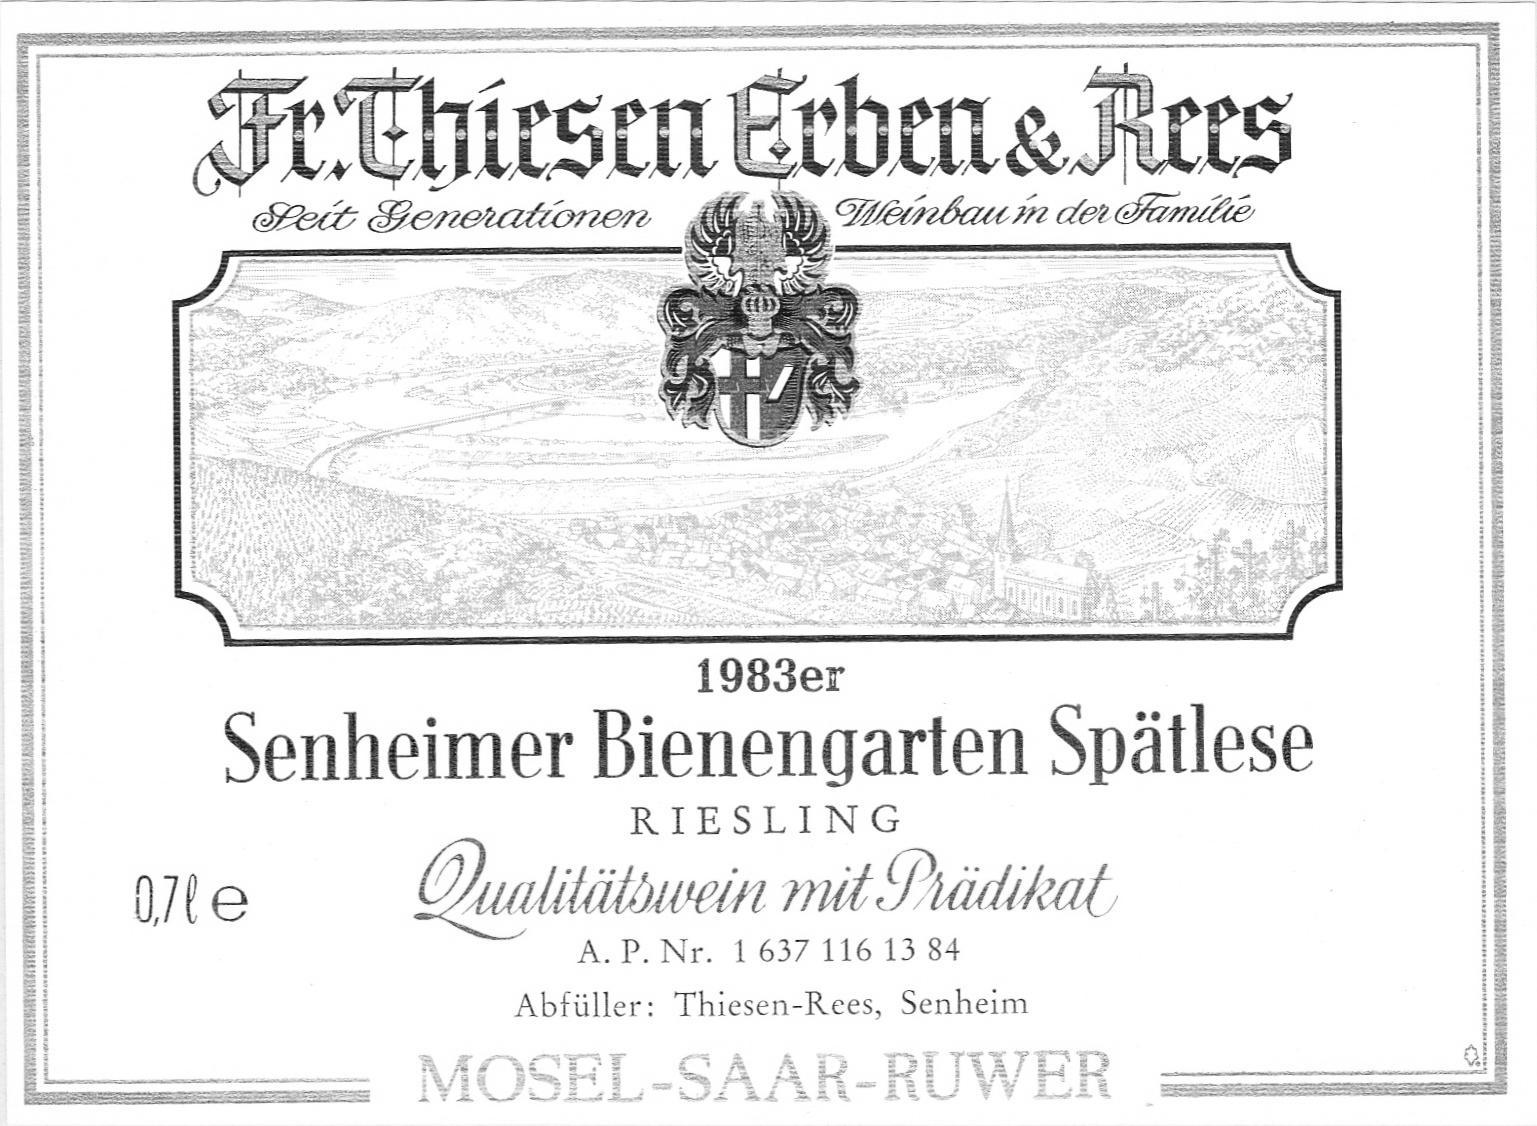 Fr. Thiesen Erben & Rees
Seit Generationen Weinbau in der Familie
1983er
Senheimer Bienengarten Spätlese
RIESLING
Qualitätswein mit Prädikat
0,7 l e
A. P. Nr. 1 637 116 13 84
Abfüller: Thiesen-Rees, Senheim
MOSEL-SAAR-RUWER